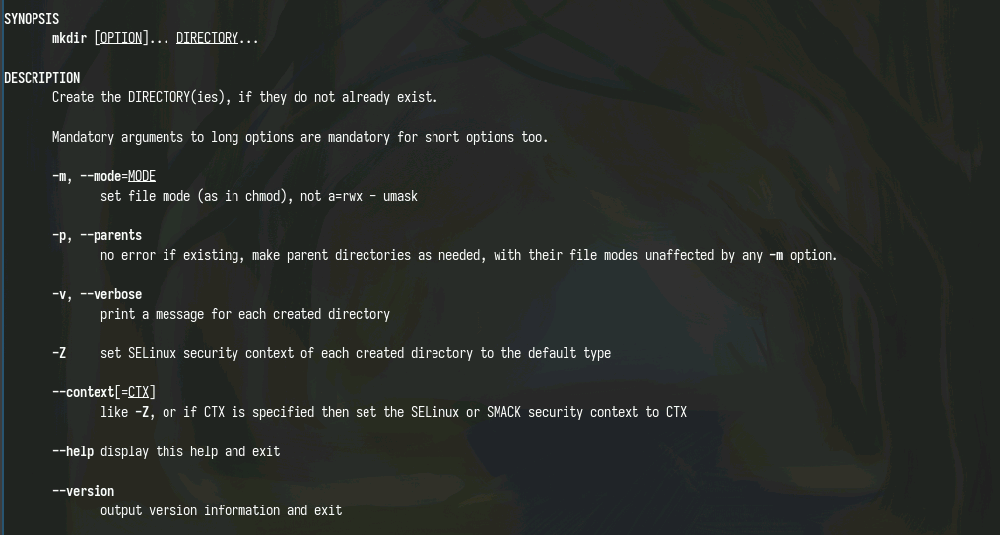 SYNOPSIS
mkdir [OPTION]... DIRECTORY...
DESCRIPTION
Create the DIRECTORY(ies), if they do not already exist.
Mandatory arguments to long options are mandatory for short options too.
-m, --mode=MODE
set file mode (as in chmod), not a=rwx - umask
-p, --parents
no error if existing, make parent directories as needed, with their file modes unaffected by any -m option.
-v, --verbose
print a message for each created directory
-Z set SELinux security context of each created directory to the default type
--context[=CTX]
like -Z, or if CTX is specified then set the SELinux or SMACK security context to CTX
--help display this help and exit
--version
output version information and exit